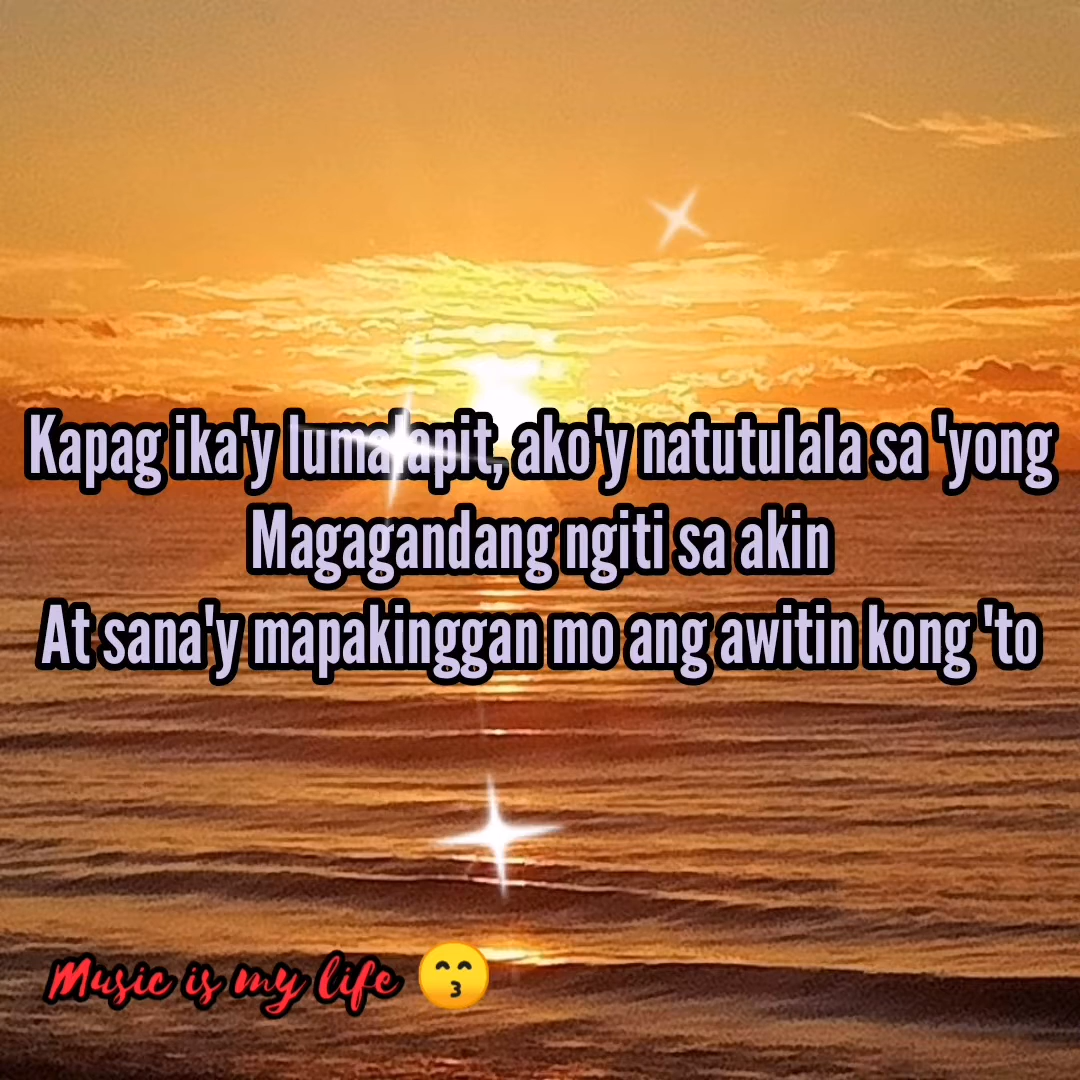 Kapag ika'y lumalapit, ako'y natutulala sa 'yong
Magagandang ngiti sa akin
At sana'y mapakinggan mo ang awitin kong 'to
Music is my life 😙